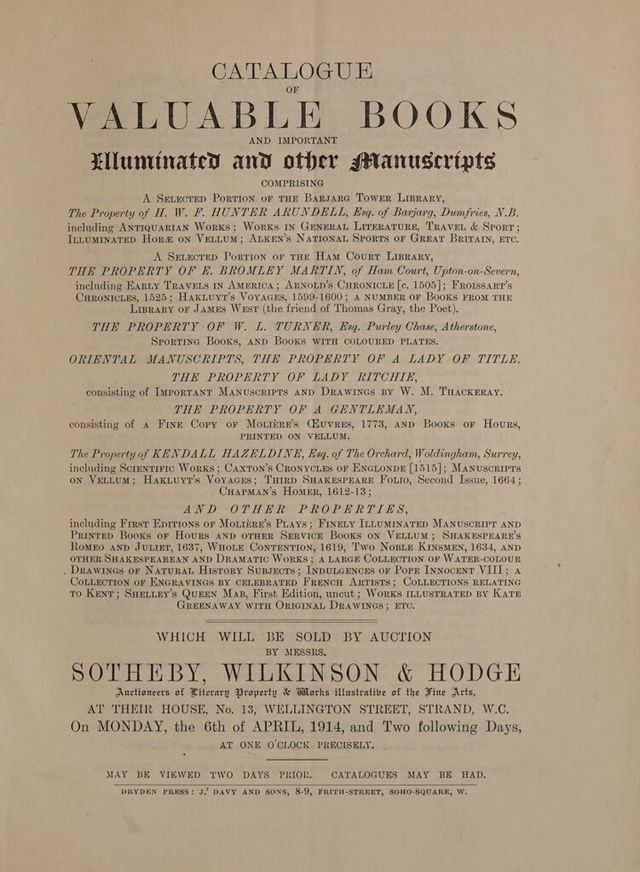 CATALOGUE
OF
VALUABLE BOOKS
AND IMPORTANT
Illuminated and other Manuscripts
COMPRISING
A SELECTED PORTION OF THE BARJARG TOWER LIBRARY,
The Property of H. W. F. HUNTER ARUNDELL, Esq. of Barjarg, Dumfries, N.B.
including ANTIQUARIAN WORKS; WORKS IN GENERAL LITERATURE, TRAVEL & SPORT;
ILLUMINATED HORÆ ON VELLUM; ALKEN'S NATIONAL SPORTS OF GREAT BRITAIN, ETC.
A SELECTED PORTION OF THE HAM COURT LIBRARY,
THE PROPERTY OF E. BROMLEY MARTIN, of Ham Court, Upton-on-Severn,
including EARLY TRAVELS IN AMERICA; ARNOLD'S CHRONICLE [c. 1505]; FROISSART'S
CHRONICLES, 1525; HAKLUYT'S VOYAGES, 1599-1600; A NUMBER OF BOOKS FROM THE
LIBRARY OF JAMES WEST (the friend of Thomas Gray, the Poet).
THE PROPERTY OF W. L. TURNER, Esq. Purley Chase, Atherstone,
SPORTING BOOKS, AND BOOKS WITH COLOURED PLATES.
ORIENTAL MANUSCRIPTS, THE PROPERTY OF A LADY OF TITLE.
THE PROPERTY OF LADY RITCHIE,
consisting of IMPORTANT MANUSCRIPTS AND DRAWINGS BY W. M. THACKERAY.
THE PROPERTY OF A GENTLEMAN,
consisting of A FINE COPY OF MOLIÈRE'S ŒUVRES, 1773, AND BOOKS OF HOURS,
PRINTED ON VELLUM.
The Property of KENDALL HAZELDINE, Esq. of The Orchard, Woldingham, Surrey,
including SCIENTIFIC WORKS; CAXTON'S CRONYCLES OF ENGLONDE [1515]; MANUSCRIPTS
ON VELLUM; HAKLUYT'S VOYAGES; THIRD SHAKESPEARE FOLIO, Second Issue, 1664;
CHAPMAN'S HOMER, 1612-13;
AND OTHER PROPERTIES,
including FIRST EDITIONS OF MOLIÈRE'S PLAYS; FINELY ILLUMINATED MANUSCRIPT AND
PRINTED BOOKS OF HOURS AND OTHER SERVICE BOOKS ON VELLUM; SHAKESPEARE'S
ROMEO AND JULIET, 1637, WHOLE CONTENTION, 1619, TWO NOBLE KINSMEN, 1634, AND
OTHER SHAKESPEAREAN AND DRAMATIC WORKS; A LARGE COLLECTION OF WATER-COLOUR
DRAWINGS OF NATURAL HISTORY SUBJECTS; INDULGENCES OF POPE INNOCENT VIII; A
COLLECTION OF ENGRAVINGS BY CELEBRATED FRENCH ARTISTS; COLLECTIONS RELATING
TO KENT; SHELLEY'S QUEEN MAB, First Edition, uncut; WORKS ILLUSTRATED BY KATE
GREENAWAY WITH ORIGINAL DRAWINGS; ETC.
WHICH WILL BE SOLD BY AUCTION
BY MESSRS.
SOTHEBY, WILKINSON & HODGE
Auctioneers of Literary Property & Works illustrative of the Fine Arts,
AT THEIR HOUSE, No. 13, WELLINGTON STREET, STRAND, W.C.
On MONDAY, the 6th of APRIL, 1914, and Two following Days,
AT ONE O'CLOCK PRECISELY.
MAY BE VIEWED TWO DAYS PRIOR. CATALOGUES MAY BE HAD.
DRYDEN PRESS: J. DAVY AND SONS, 8-9, FRITH-STREET, SOHO-SQUARE, W.